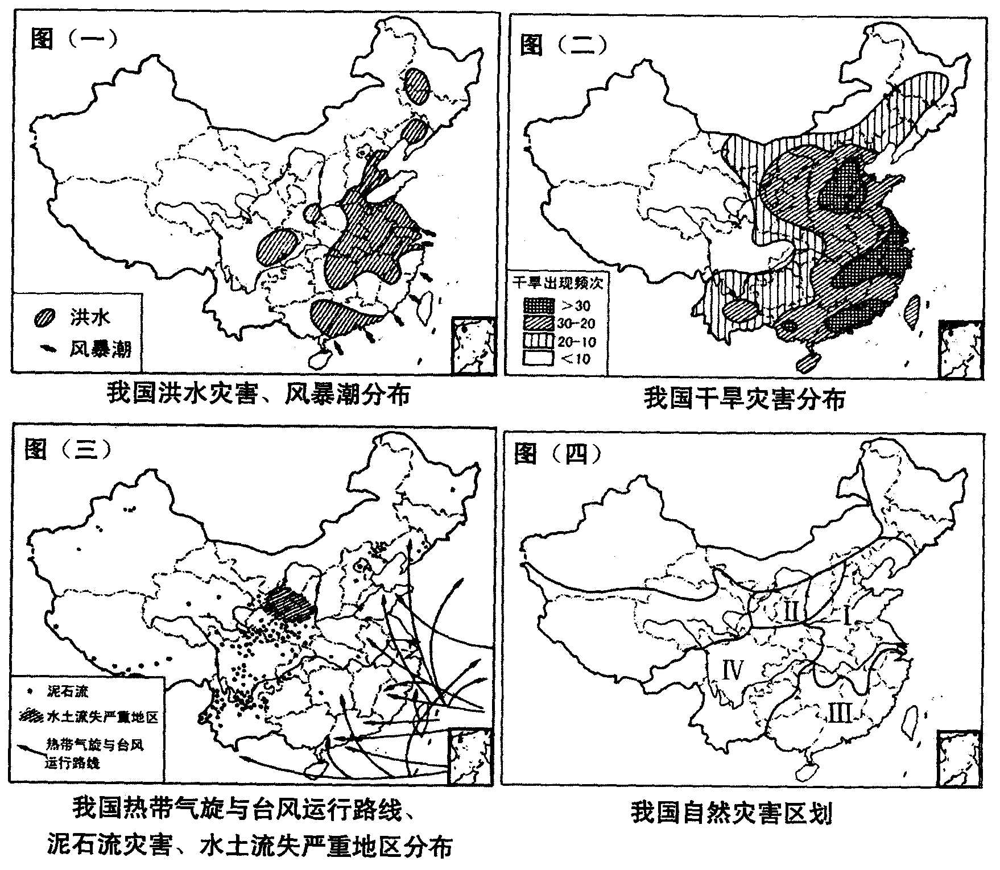 图（一）
洪水
风暴潮
我国洪水灾害、风暴潮分布
图（二）
干旱出现频次
＞30
30－20
20－10
＜10
我国干旱灾害分布
图（三）
泥石流
水土流失严重地区
热带气旋与台风
运行路线
我国热带气旋与台风运行路线、
泥石流灾害、水土流失严重地区分布
图（四）
Ⅱ
Ⅰ
Ⅳ
Ⅲ
我国自然灾害区划